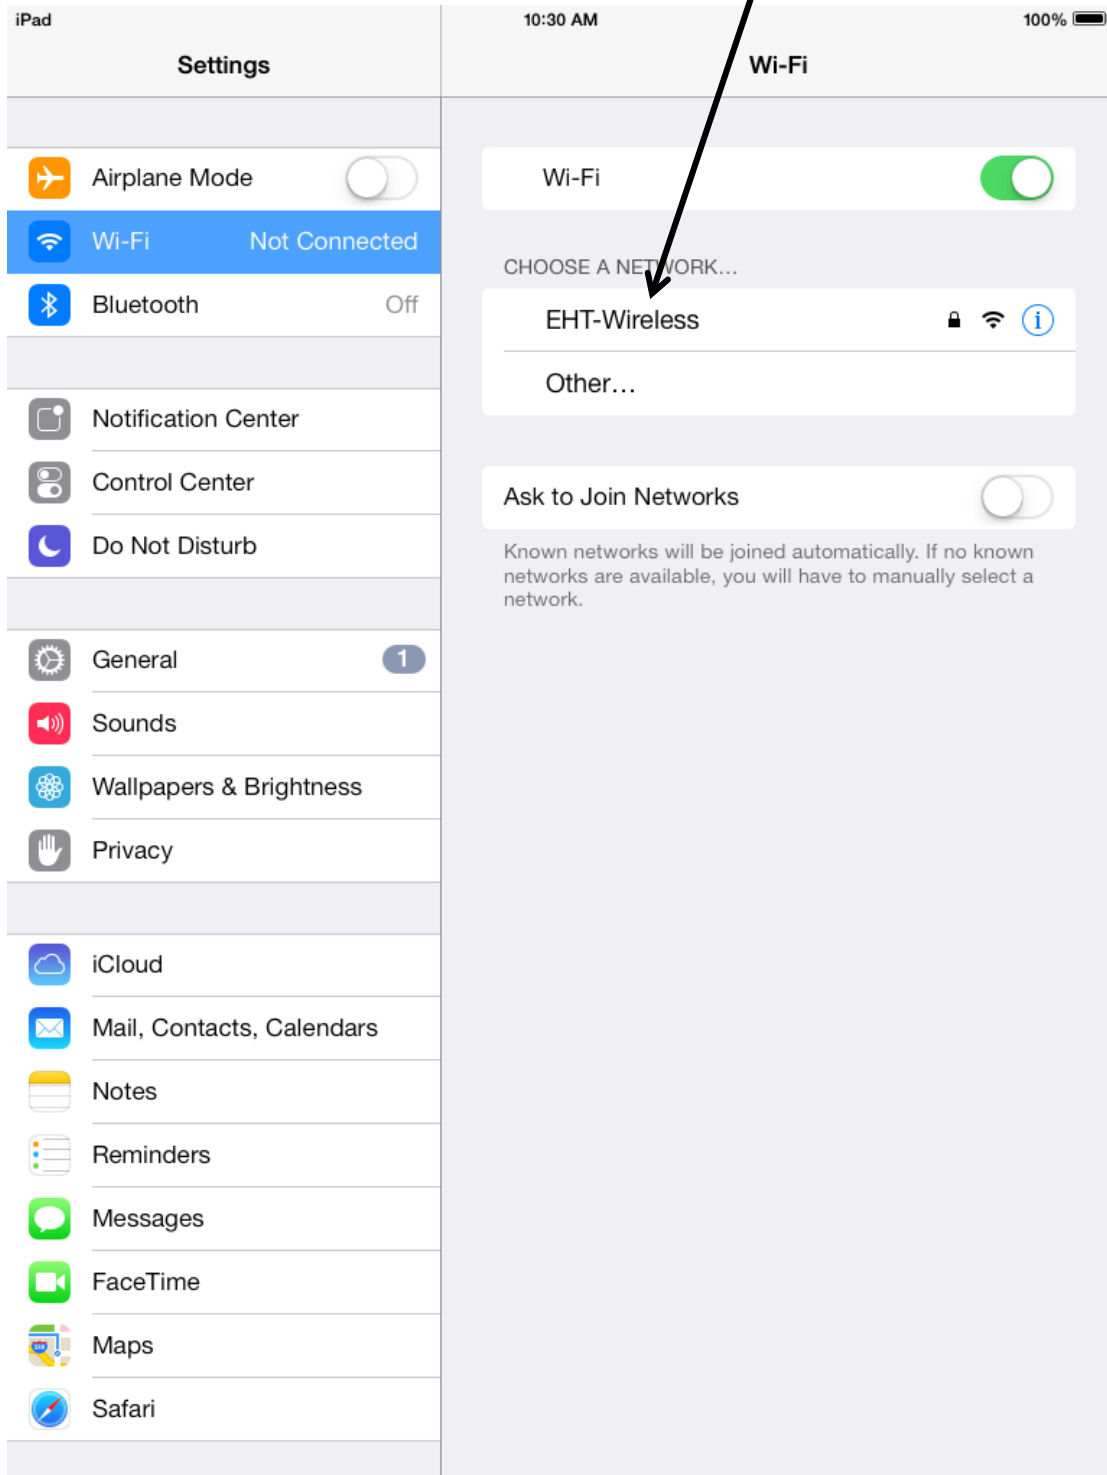 iPad
10:30 AM
100%
Settings
Wi-Fi
Airplane Mode
Wi-Fi Not Connected
Bluetooth Off
Notification Center
Control Center
Do Not Disturb
General 1
Sounds
Wallpapers & Brightness
Privacy
iCloud
Mail, Contacts, Calendars
Notes
Reminders
Messages
FaceTime
Maps
Safari
Wi-Fi
CHOOSE A NETWORK...
EHT-Wireless
Other...
Ask to Join Networks
Known networks will be joined automatically. If no known
networks are available, you will have to manually select a
network.